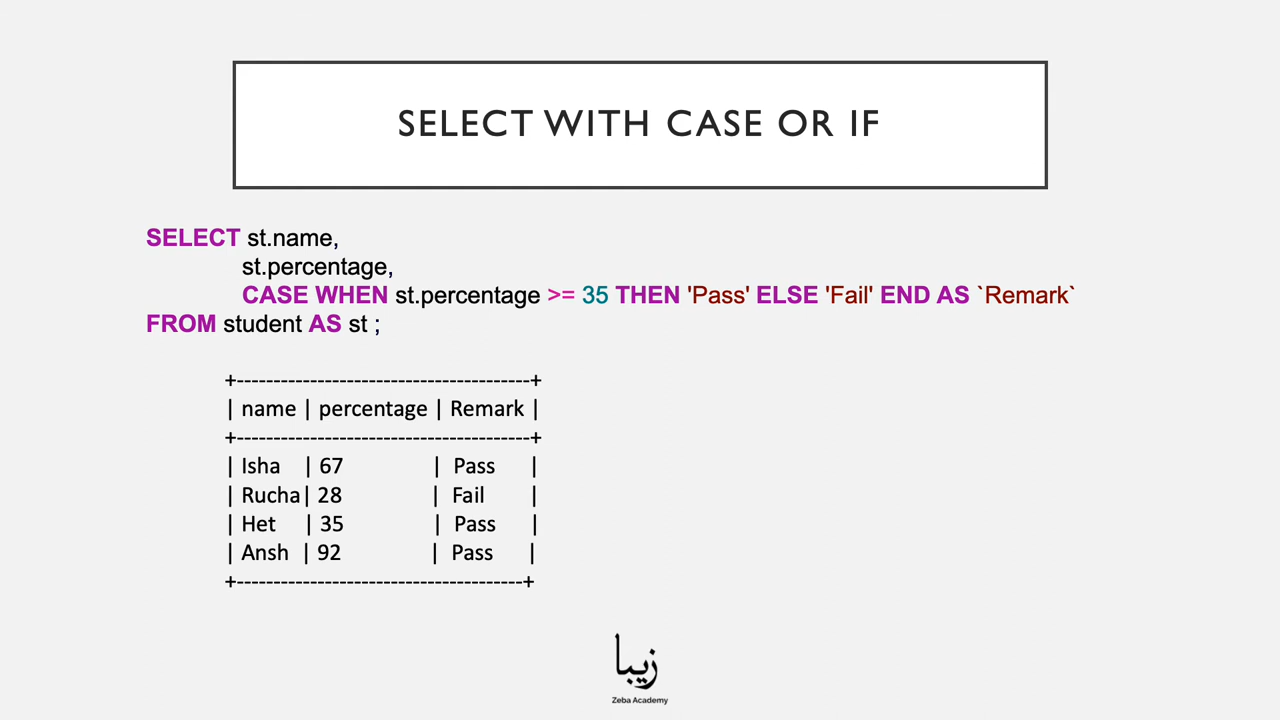 SELECT WITH CASE OR IF
SELECT st.name,
st.percentage,
CASE WHEN st.percentage >= 35 THEN 'Pass' ELSE 'Fail' END AS `Remark`
FROM student AS st ;
+----------------------------------------+
| name | percentage | Remark |
+----------------------------------------+
| Isha | 67 | Pass |
| Rucha| 28 | Fail |
| Het | 35 | Pass |
| Ansh | 92 | Pass |
+---------------------------------------+
زيبا
Zeba Academy